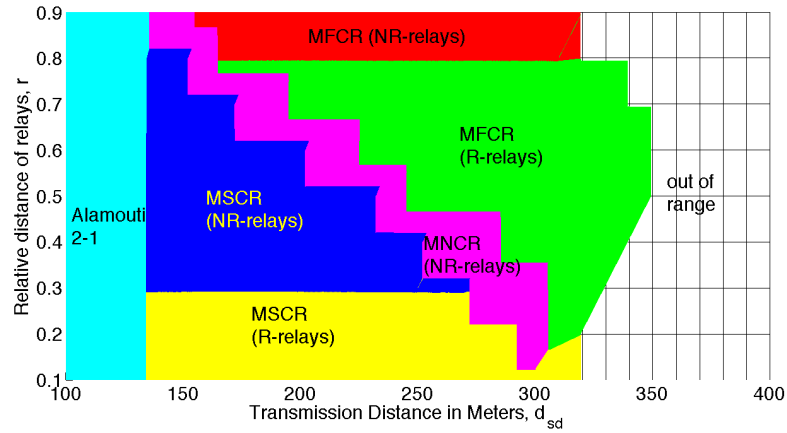 0.9
0.8
0.7
0.6
0.5
0.4
0.3
0.2
0.1
Relative distance of relays, r
MFCR (NR-relays)
MFCR
(R-relays)
MSCR
(NR-relays)
Alamouti
2-1
out of
range
MNCR
(NR-relays)
MSCR
(R-relays)
100
150
200
250
300
350
400
Transmission Distance in Meters, d_sd